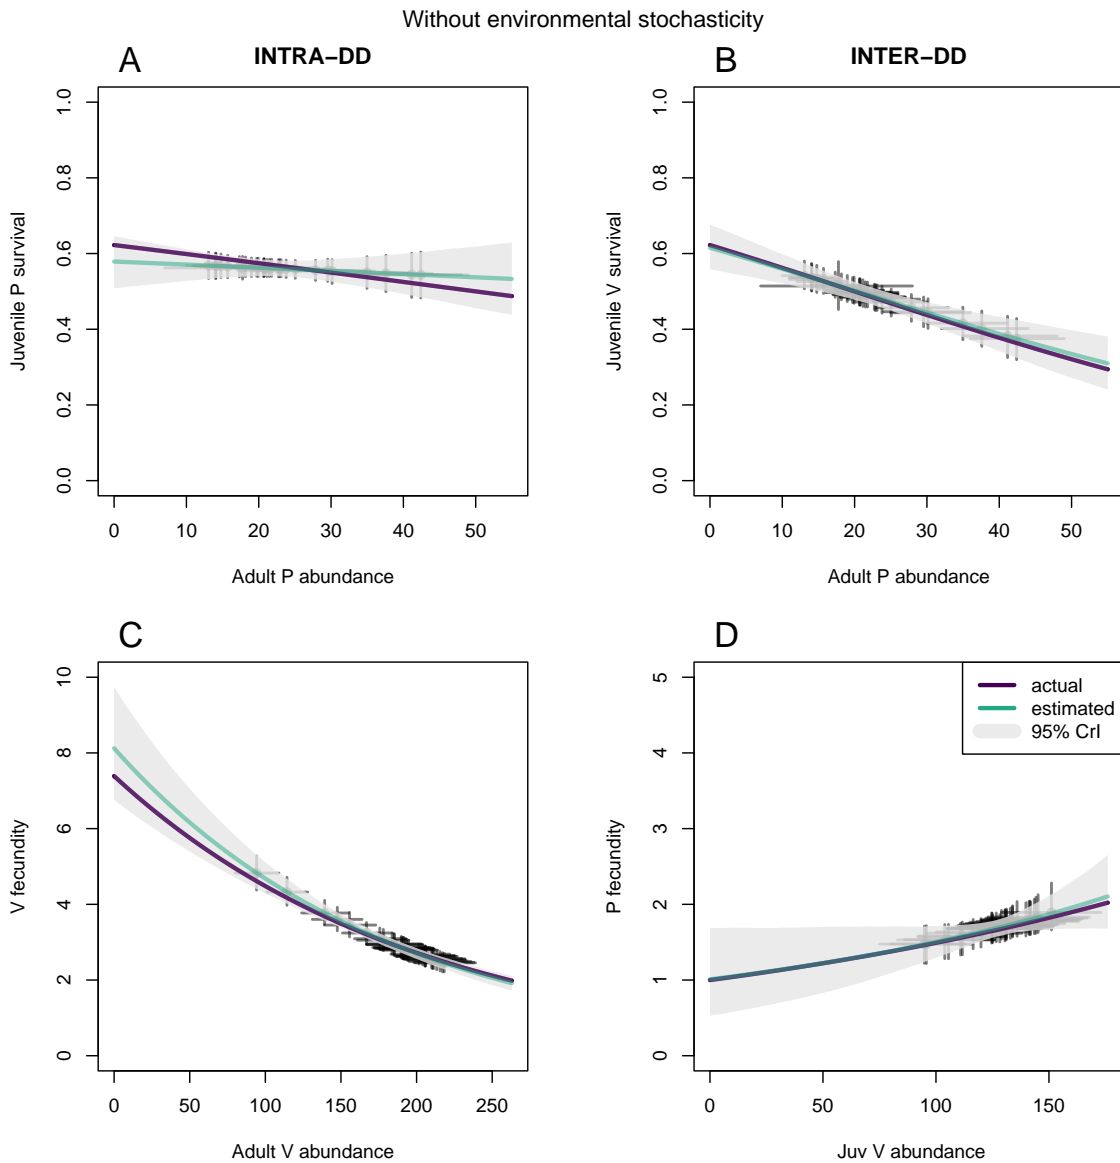 Without environmental stochasticity
A
INTRA–DD
B
INTER–DD
1.0
0.8
0.6
0.4
0.2
0.0
Juvenile P survival
0 10 20 30 40 50
Adult P abundance
1.0
0.8
0.6
0.4
0.2
0.0
Juvenile V survival
0 10 20 30 40 50
Adult P abundance
C
10
8
6
4
2
0
V fecundity
0 50 100 150 200 250
Adult V abundance
D
5
4
3
2
1
0
P fecundity
actual
estimated
95% CrI
0 50 100 150
Juv V abundance